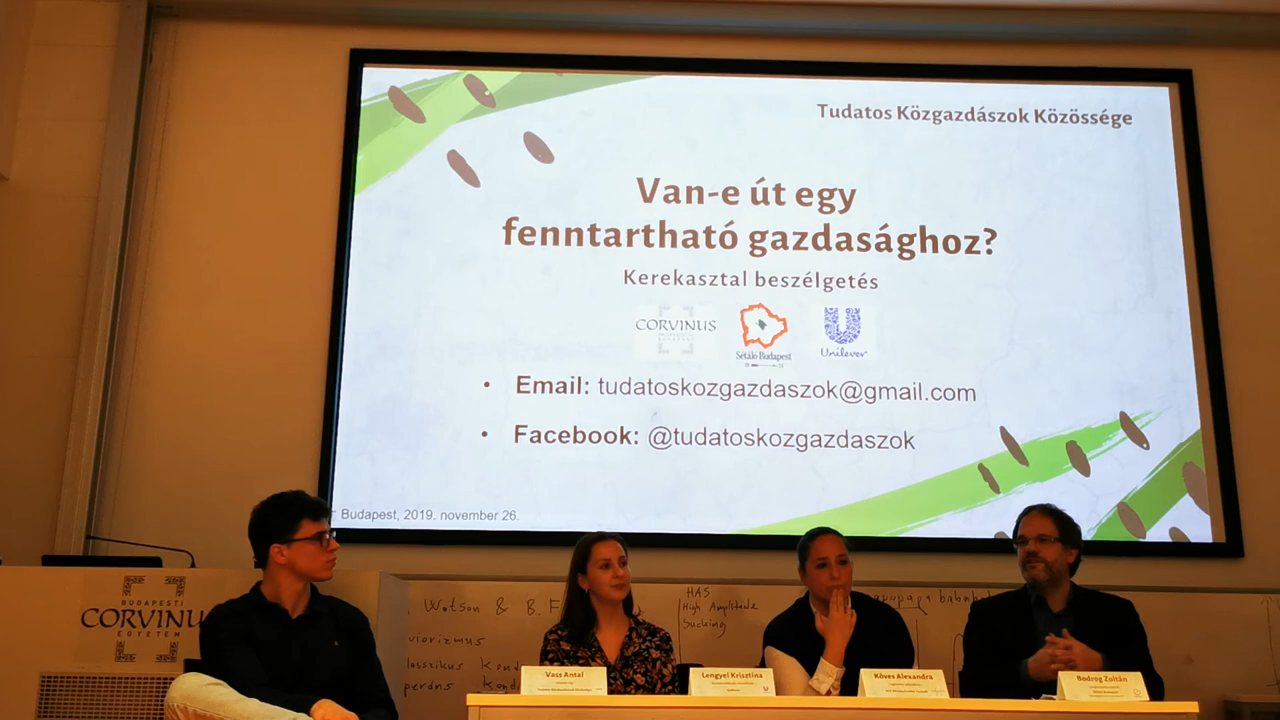 Tudatos Közgazdászok Közössége
Van-e út egy
fenntartható gazdasághoz?
Kerekasztal beszélgetés
CORVINUS
Sétáló Budapest
Unilever
• Email: tudatoskozgazdaszok@gmail.com
• Facebook: @tudatoskozgazdaszok
Budapest, 2019. november 26.
BUDAPESTI
CORVINU
EGYETEM
Watson & B. F
HAS
High Amplitude
Sucking
Vass Antal
Lengyel Krisztina
Köves Alexandra
Bodrog Zoltán